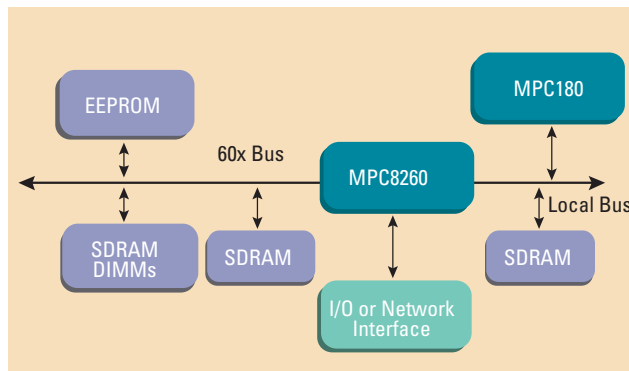 EEPROM
MPC180
60x Bus
MPC8260
Local Bus
SDRAM
DIMMs
SDRAM
SDRAM
I/O or Network
Interface